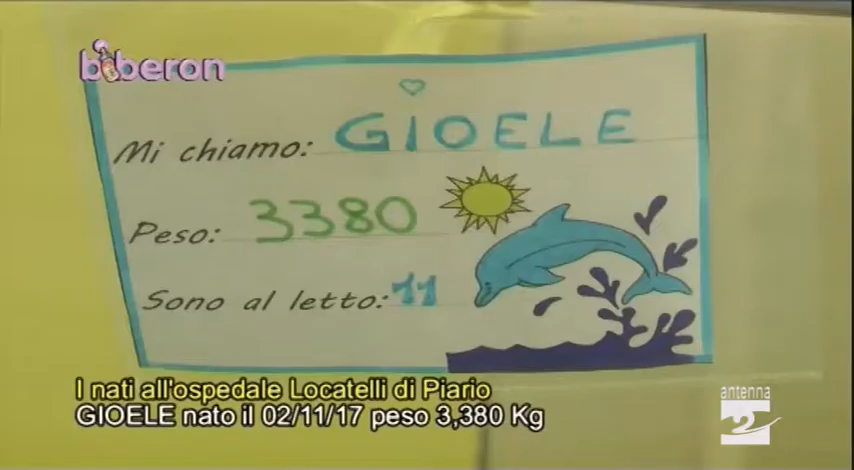 biberon
Mi chiamo: GIOELE
Peso: 3380
Sono al letto: 11
I nati all'ospedale Locatelli di Piario
GIOELE nato il 02/11/17 peso 3,380 Kg
antenna
2